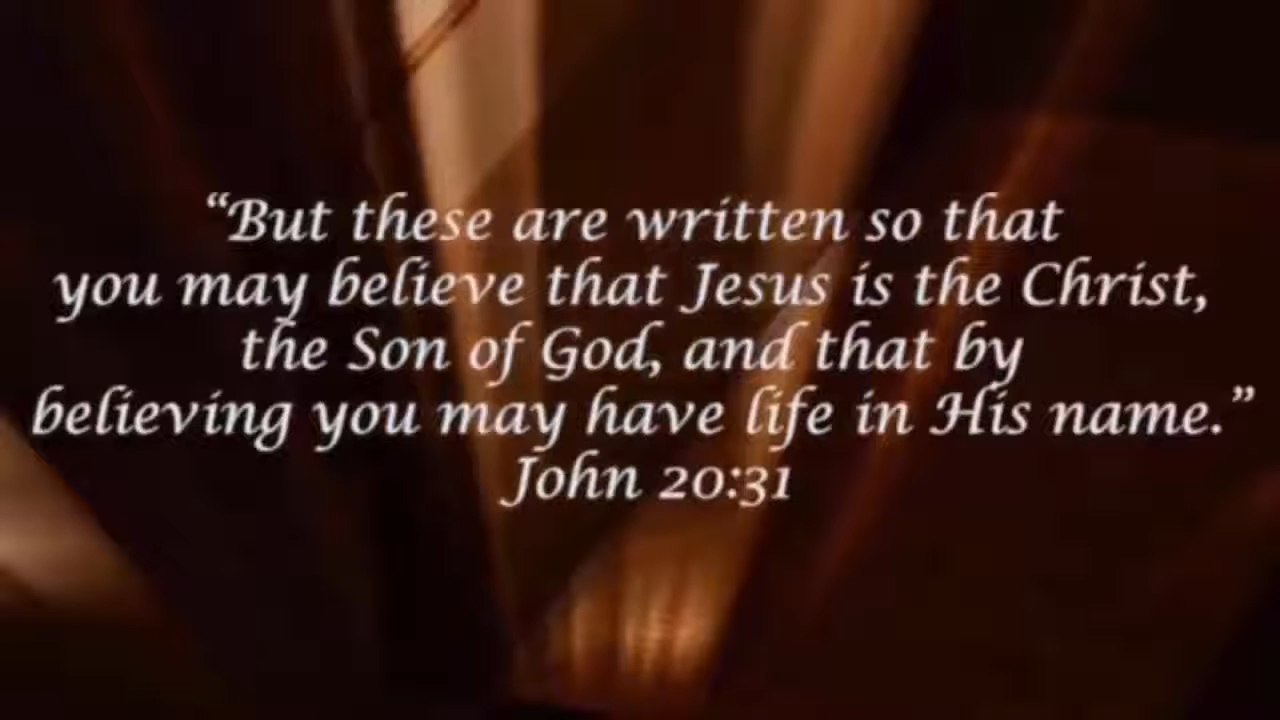 “But these are written so that
you may believe that Jesus is the Christ,
the Son of God, and that by
believing you may have life in His name.”
John 20:31